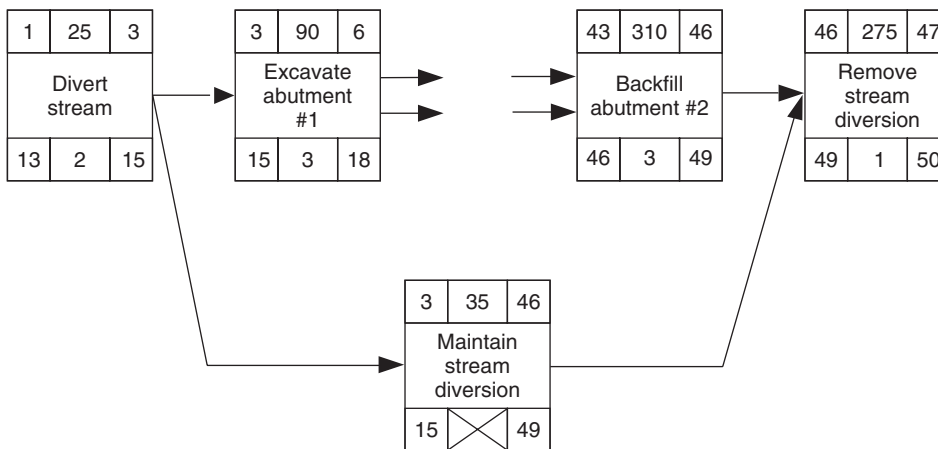 1 25 3
Divert
stream
13 2 15
3 90 6
Excavate
abutment
#1
15 3 18
43 310 46
Backfill
abutment #2
46 3 49
46 275 47
Remove
stream
diversion
49 1 50
3 35 46
Maintain
stream
diversion
15 49